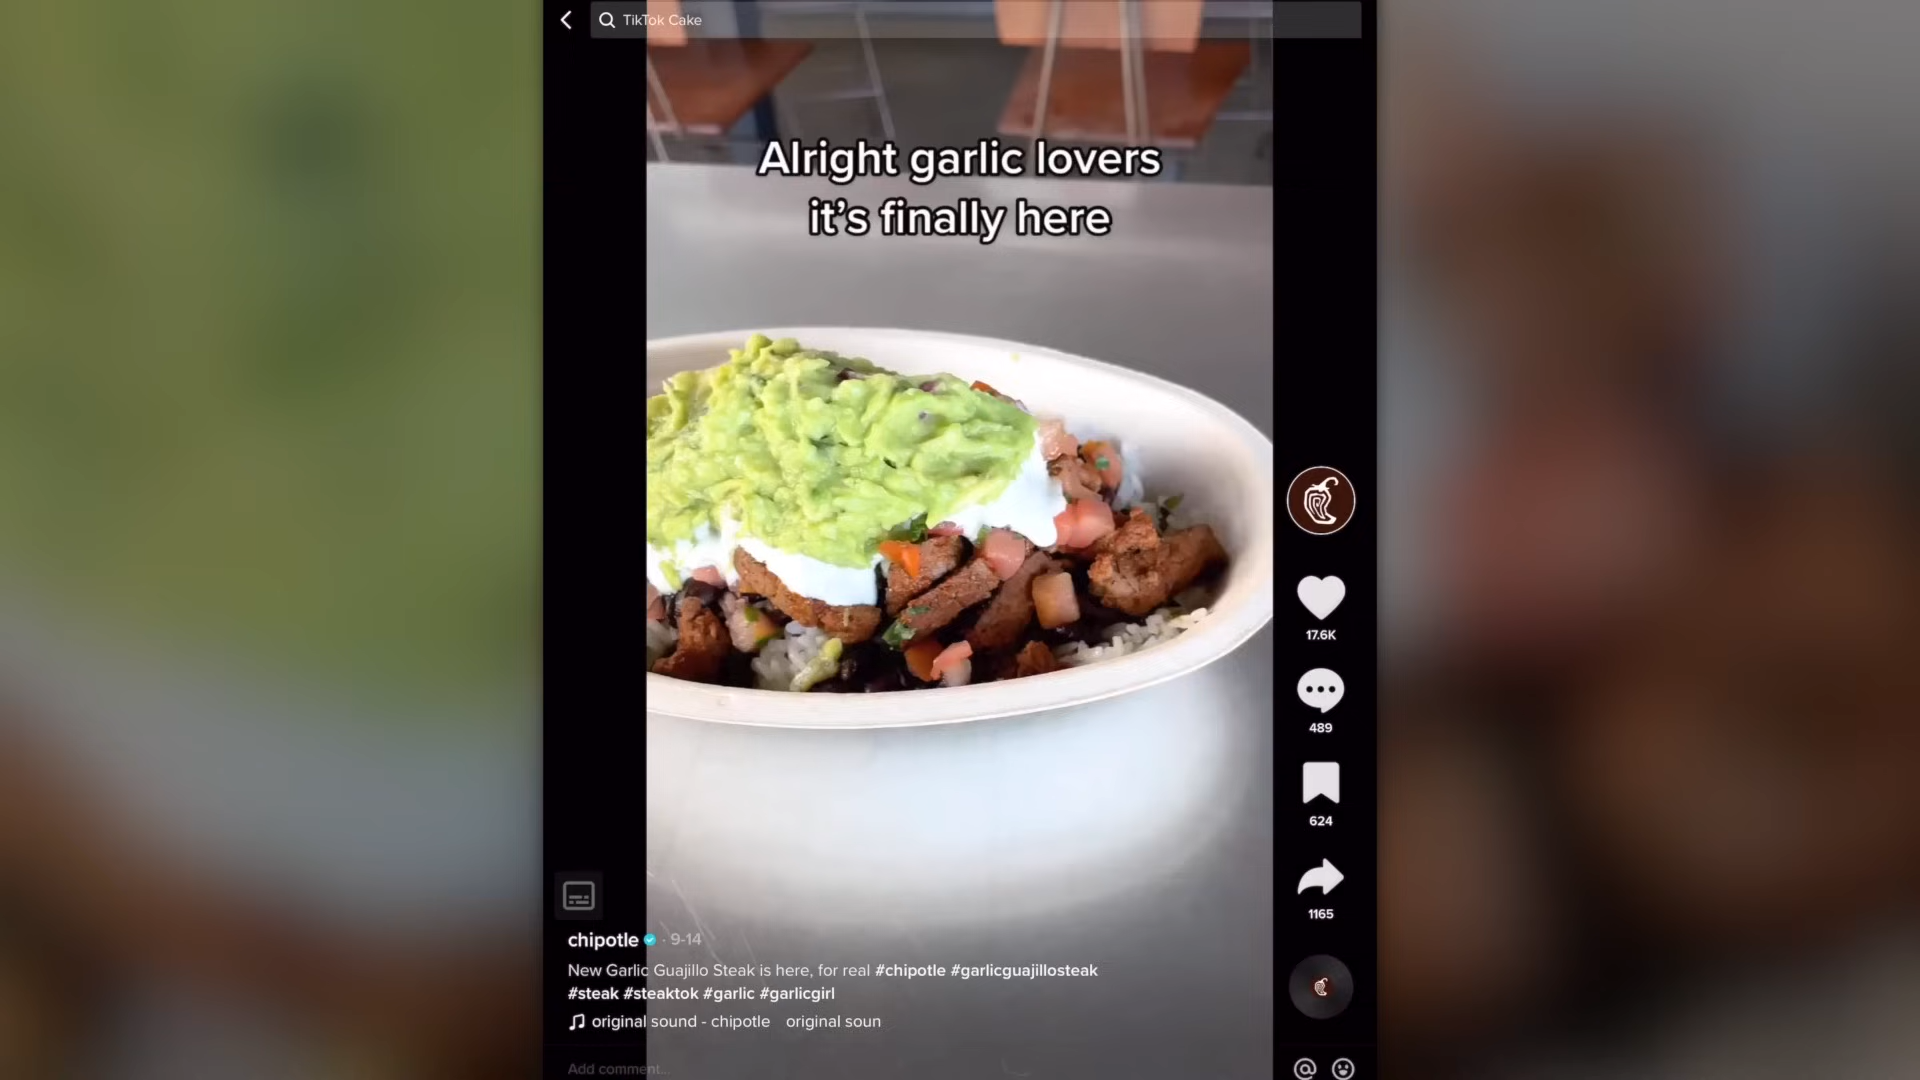 TikTok Cake
Alright garlic lovers
it's finally here
17.6K
489
624
1165
chipotle · 9-14
New Garlic Guajillo Steak is here, for real #chipotle #garlicguajillosteak
#steak #steaktok #garlic #garlicgirl
original sound - chipotle original soun
Add comment...